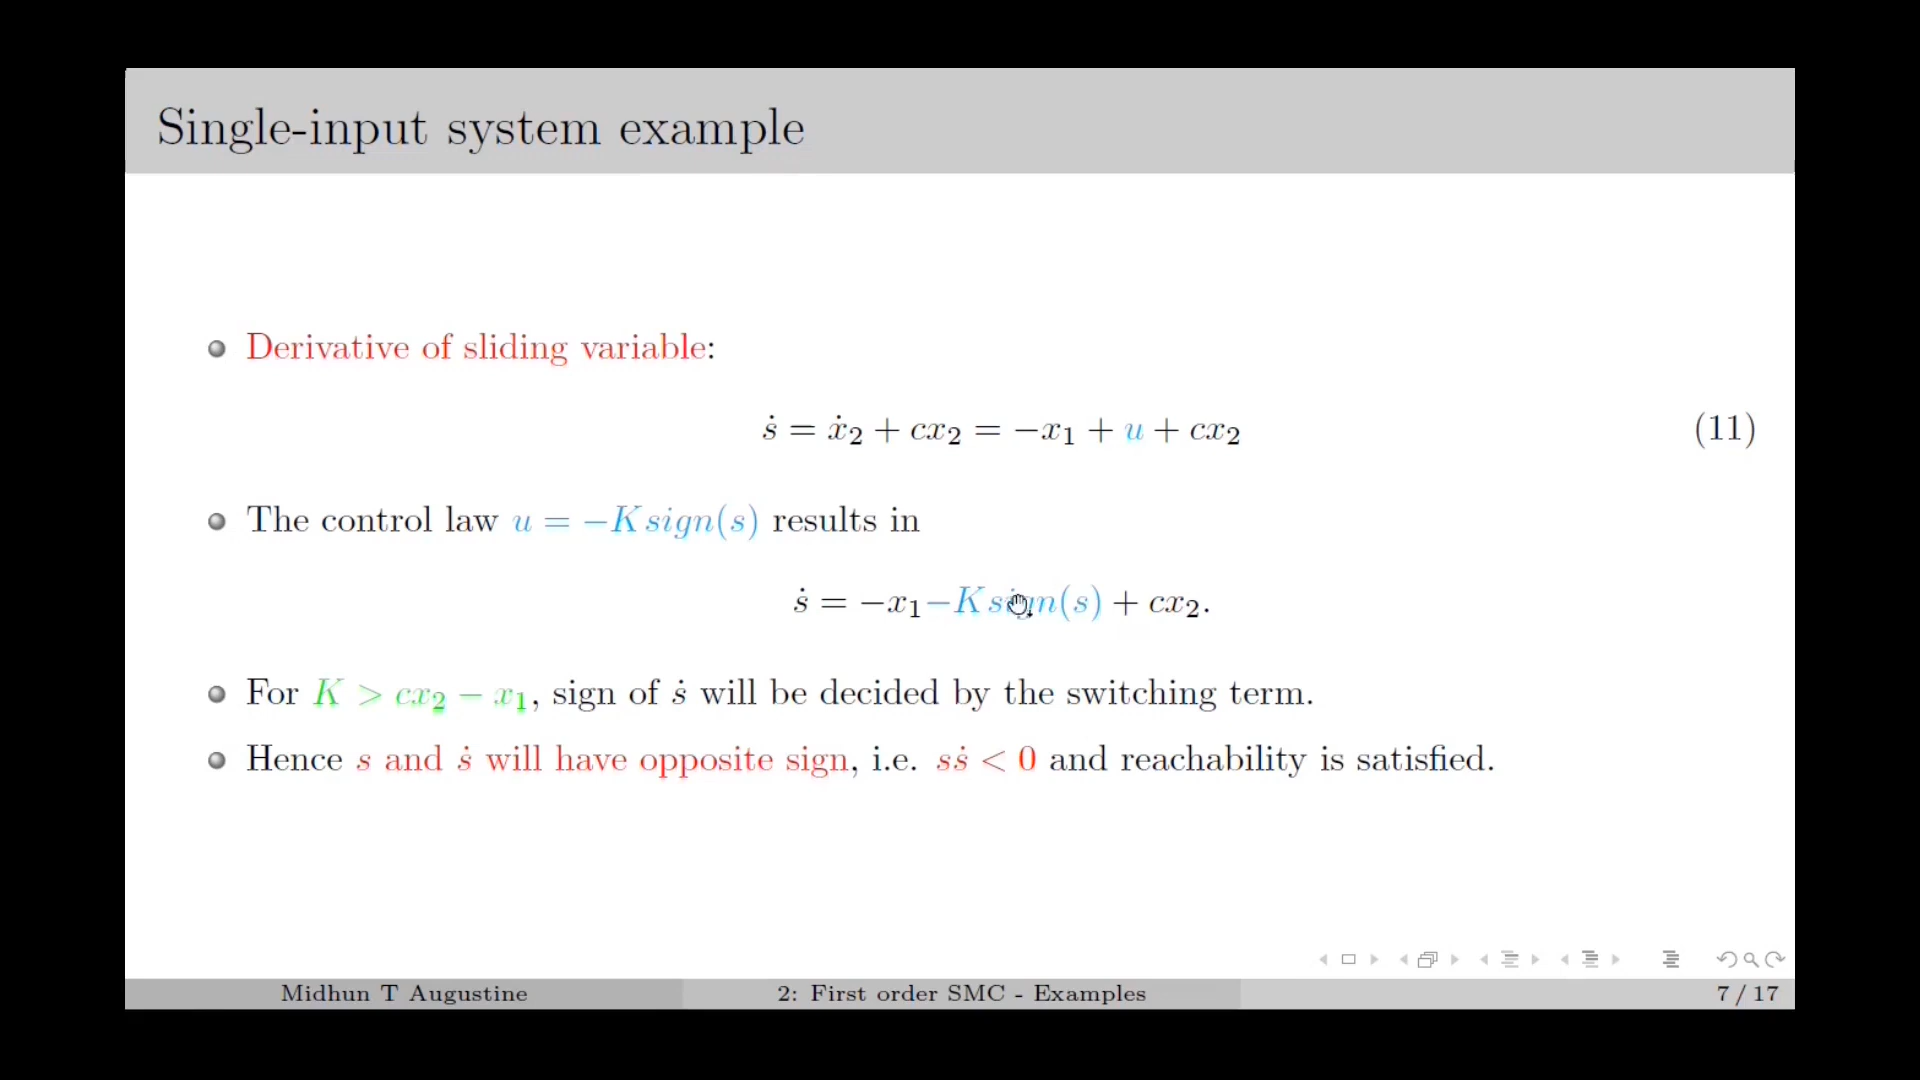 Single-input system example
Derivative of sliding variable:
ṡ = ẋ₂ + cx₂ = −x₁ + u + cx₂ (11)
The control law u = −Ksign(s) results in
ṡ = −x₁−Ksign(s) + cx₂.
For K > cx₂ − x₁, sign of ṡ will be decided by the switching term.
Hence s and ṡ will have opposite sign, i.e. sṡ < 0 and reachability is satisfied.
Midhun T Augustine 2: First order SMC - Examples 7 / 17